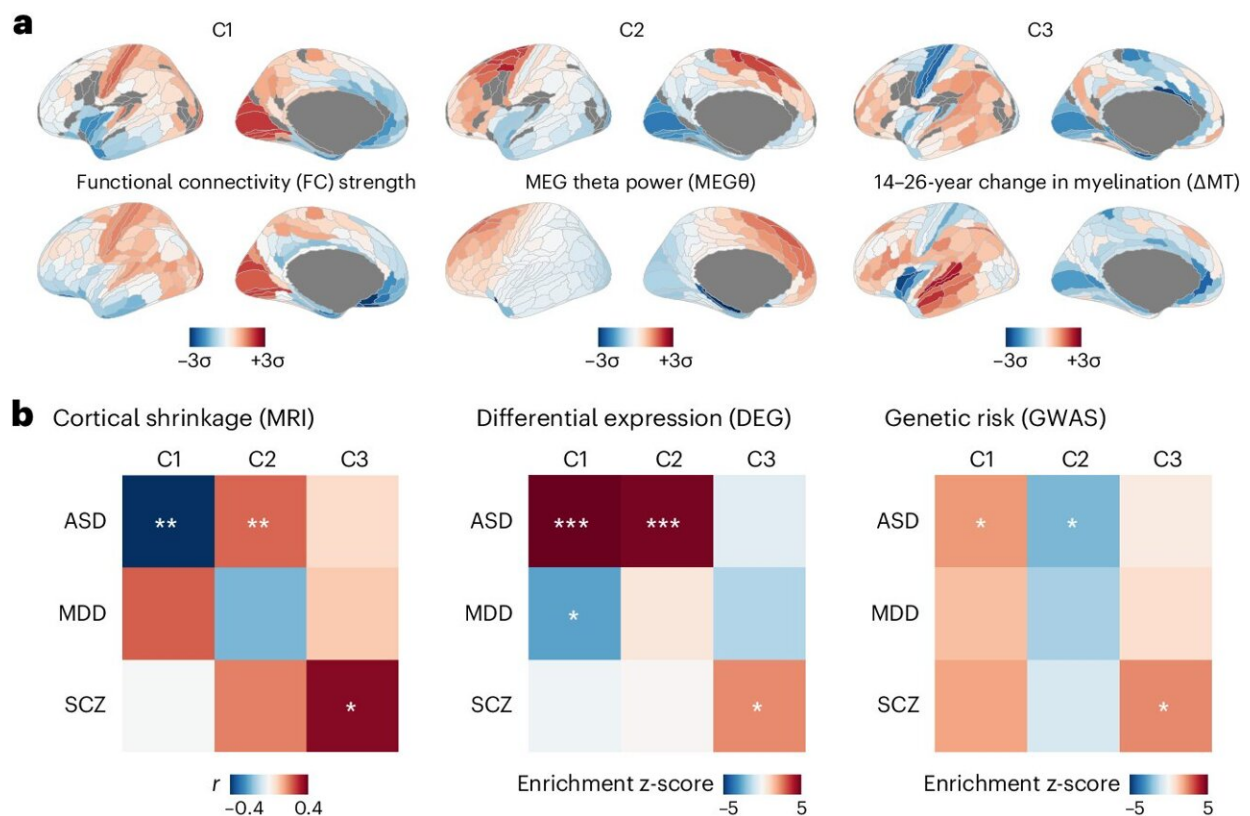 a
C1 C2 C3
Functional connectivity (FC) strength MEG theta power (MEGθ) 14–26-year change in myelination (ΔMT)
−3σ +3σ −3σ +3σ −3σ +3σ
b Cortical shrinkage (MRI) Differential expression (DEG) Genetic risk (GWAS)
C1 C2 C3 C1 C2 C3 C1 C2 C3
ASD ** ** ASD *** *** ASD * *
MDD MDD * MDD
SCZ * SCZ * SCZ *
r −0.4 0.4 Enrichment z-score −5 5 Enrichment z-score −5 5